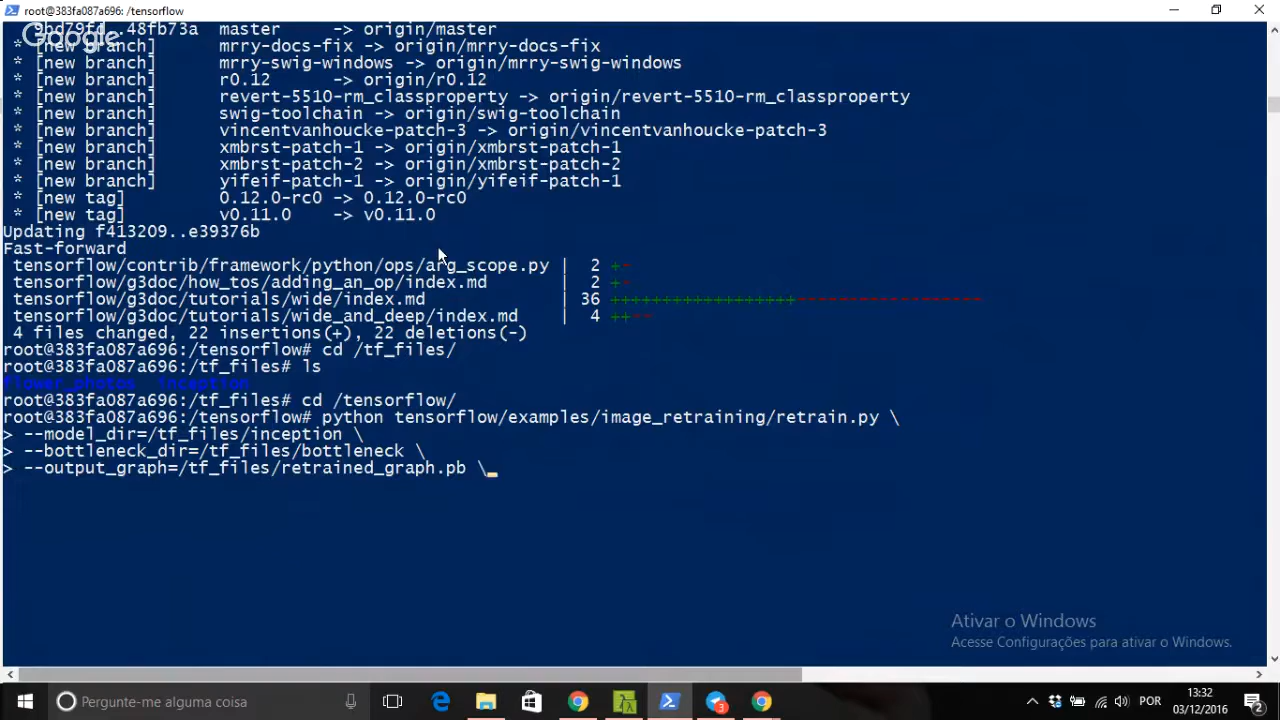 root@383fa087a696: /tensorflow
9bd79fd..48fb73a master -> origin/master
Google
* [new branch] mrry-docs-fix -> origin/mrry-docs-fix
* [new branch] mrry-swig-windows -> origin/mrry-swig-windows
* [new branch] r0.12 -> origin/r0.12
* [new branch] revert-5510-rm_classproperty -> origin/revert-5510-rm_classproperty
* [new branch] swig-toolchain -> origin/swig-toolchain
* [new branch] vincentvanhoucke-patch-3 -> origin/vincentvanhoucke-patch-3
* [new branch] xmbrst-patch-1 -> origin/xmbrst-patch-1
* [new branch] xmbrst-patch-2 -> origin/xmbrst-patch-2
* [new branch] yifeif-patch-1 -> origin/yifeif-patch-1
* [new tag] 0.12.0-rc0 -> 0.12.0-rc0
* [new tag] v0.11.0 -> v0.11.0
Updating f413209..e39376b
Fast-forward
tensorflow/contrib/framework/python/ops/arg_scope.py | 2 +-
tensorflow/g3doc/how_tos/adding_an_op/index.md | 2 +-
tensorflow/g3doc/tutorials/wide/index.md | 36 ++++++++++++++++++------------------
tensorflow/g3doc/tutorials/wide_and_deep/index.md | 4 ++--
4 files changed, 22 insertions(+), 22 deletions(-)
root@383fa087a696:/tensorflow# cd /tf_files/
root@383fa087a696:/tf_files# ls
flower_photos inception
root@383fa087a696:/tf_files# cd /tensorflow/
root@383fa087a696:/tensorflow# python tensorflow/examples/image_retraining/retrain.py \
> --model_dir=/tf_files/inception \
> --bottleneck_dir=/tf_files/bottleneck \
> --output_graph=/tf_files/retrained_graph.pb \
Ativar o Windows
Acesse Configurações para ativar o Windows.
Pergunte-me alguma coisa
3
POR
13:32
03/12/2016
2